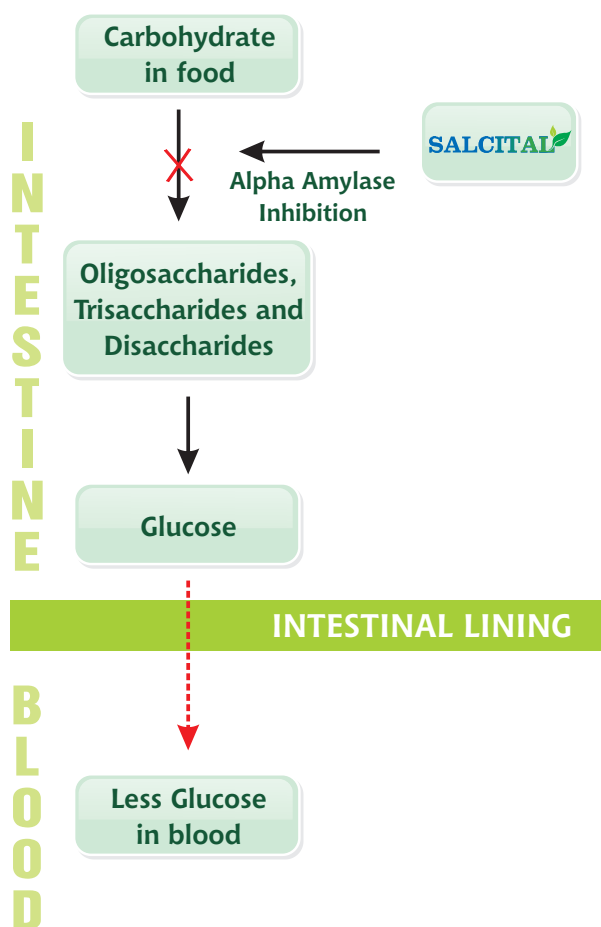 Carbohydrate
in food
SALCITAL
Alpha Amylase
Inhibition
Oligosaccharides,
Trisaccharides and
Disaccharides
Glucose
INTESTINE
INTESTINAL LINING
BLOOD
Less Glucose
in blood